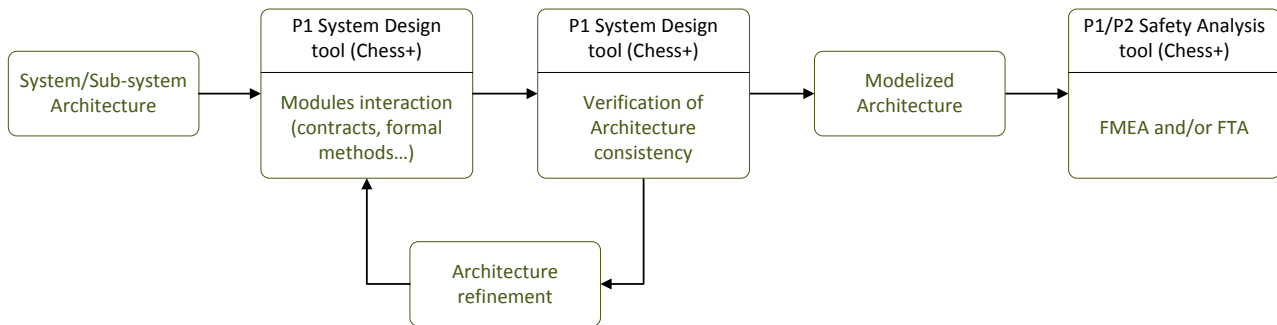 System/Sub-system
Architecture
P1 System Design
tool (Chess+)
Modules interaction
(contracts, formal
methods…)
P1 System Design
tool (Chess+)
Verification of
Architecture
consistency
Modelized
Architecture
P1/P2 Safety Analysis
tool (Chess+)
FMEA and/or FTA
Architecture
refinement